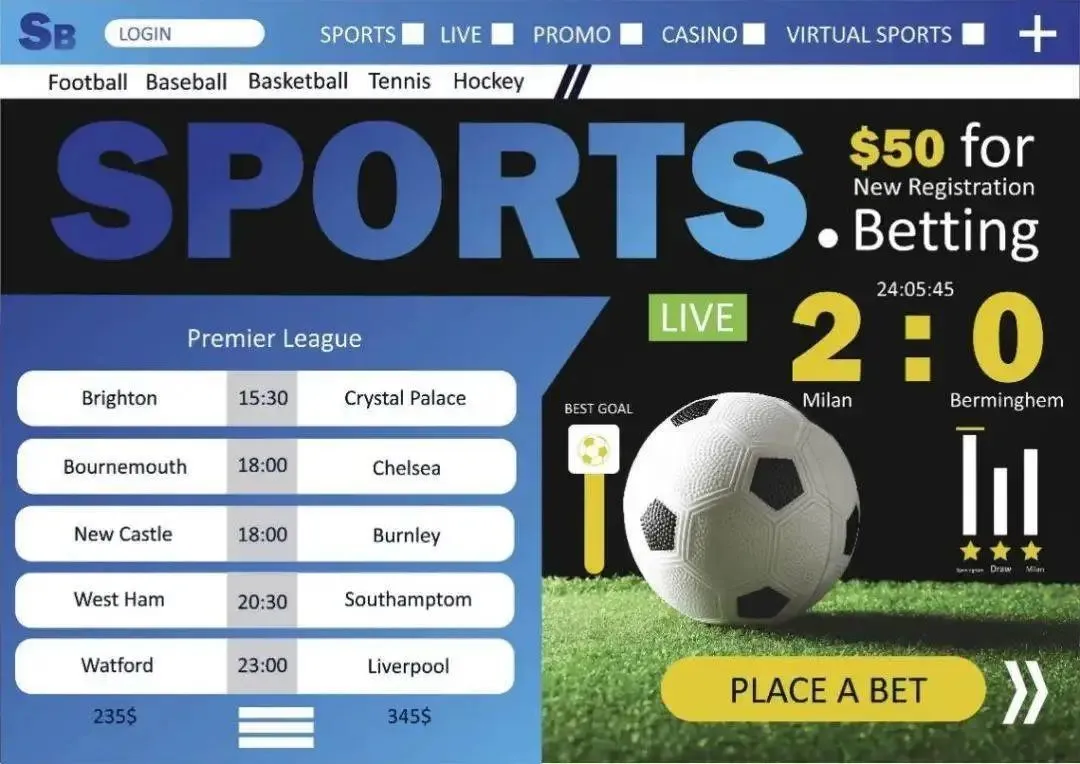 SB LOGIN SPORTS LIVE PROMO CASINO VIRTUAL SPORTS
Football Baseball Basketball Tennis Hockey
SPORTS.
$50 for
New Registration
Betting
Premier League
Brighton 15:30 Crystal Palace
Bournemouth 18:00 Chelsea
New Castle 18:00 Burnley
West Ham 20:30 Southamptom
Watford 23:00 Liverpool
235$ 345$
LIVE
24:05:45
2 : 0
Milan Berminghem
BEST GOAL
Draw Milan
PLACE A BET